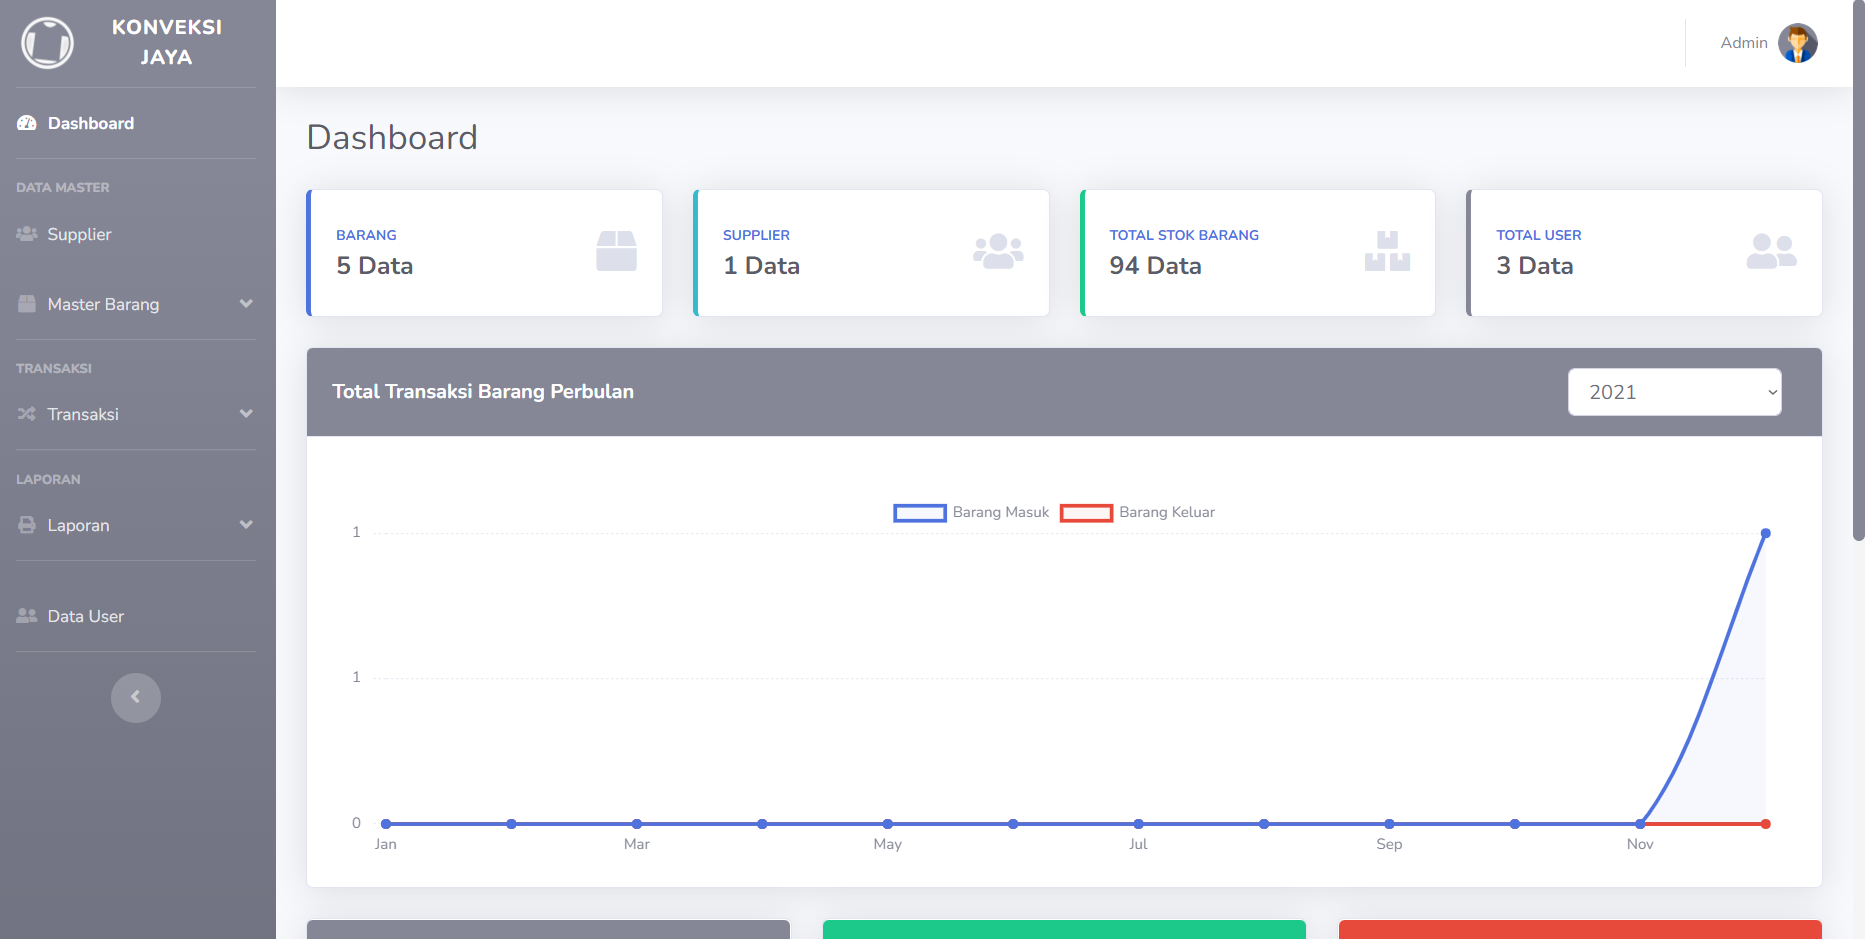 KONVEKSI
JAYA
Dashboard
DATA MASTER
Supplier
Master Barang
TRANSAKSI
Transaksi
LAPORAN
Laporan
Data User
Admin
Dashboard
BARANG
5 Data
SUPPLIER
1 Data
TOTAL STOK BARANG
94 Data
TOTAL USER
3 Data
Total Transaksi Barang Perbulan
2021
Barang Masuk
Barang Keluar
1
1
0
Jan
Mar
May
Jul
Sep
Nov